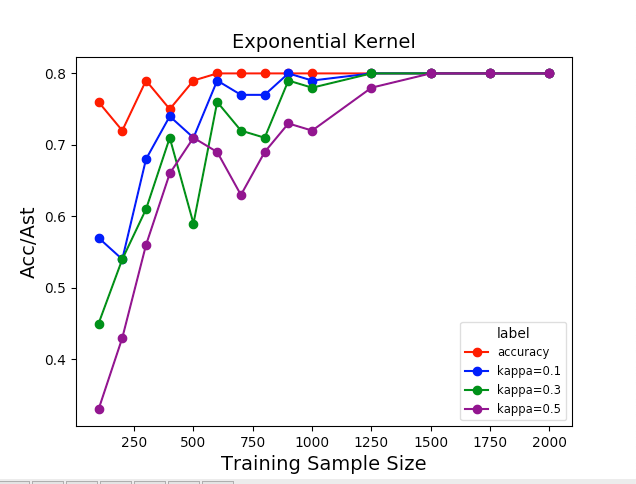 Exponential Kernel
Acc/Ast
0.8
0.7
0.6
0.5
0.4
label
accuracy
kappa=0.1
kappa=0.3
kappa=0.5
250 500 750 1000 1250 1500 1750 2000
Training Sample Size